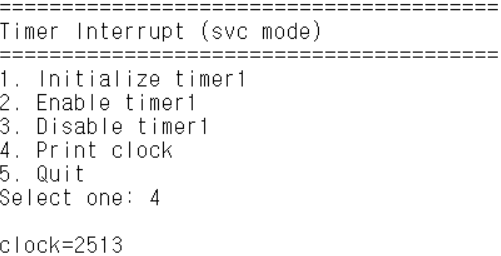 ==================================================
Timer Interrupt (svc mode)
==================================================
1. Initialize timer1
2. Enable timer1
3. Disable timer1
4. Print clock
5. Quit
Select one: 4
clock=2513